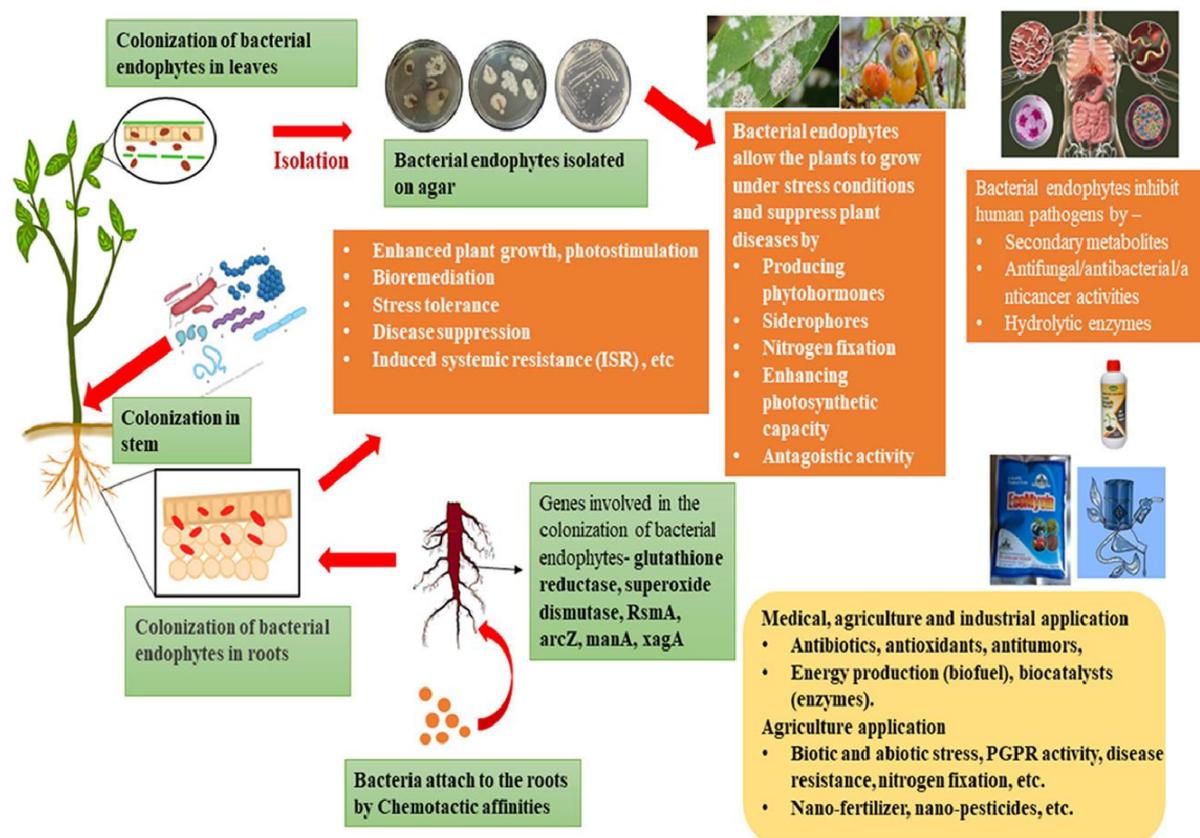 Colonization of bacterial
endophytes in leaves
Isolation
Bacterial endophytes isolated
on agar
Bacterial endophytes
allow the plants to grow
under stress conditions
and suppress plant
diseases by
• Producing
phytohormones
• Siderophores
• Nitrogen fixation
• Enhancing
photosynthetic
capacity
• Antagoistic activity
Bacterial endophytes inhibit
human pathogens by –
• Secondary metabolites
• Antifungal/antibacterial/a
nticancer activities
• Hydrolytic enzymes
• Enhanced plant growth, photostimulation
• Bioremediation
• Stress tolerance
• Disease suppression
• Induced systemic resistance (ISR) , etc
Colonization in
stem
Colonization of bacterial
endophytes in roots
Genes involved in the
colonization of bacterial
endophytes- glutathione
reductase, superoxide
dismutase, RsmA,
arcZ, manA, xagA
Bacteria attach to the roots
by Chemotactic affinities
EcoMycin
Medical, agriculture and industrial application
• Antibiotics, antioxidants, antitumors,
• Energy production (biofuel), biocatalysts
(enzymes).
Agriculture application
• Biotic and abiotic stress, PGPR activity, disease
resistance, nitrogen fixation, etc.
• Nano-fertilizer, nano-pesticides, etc.